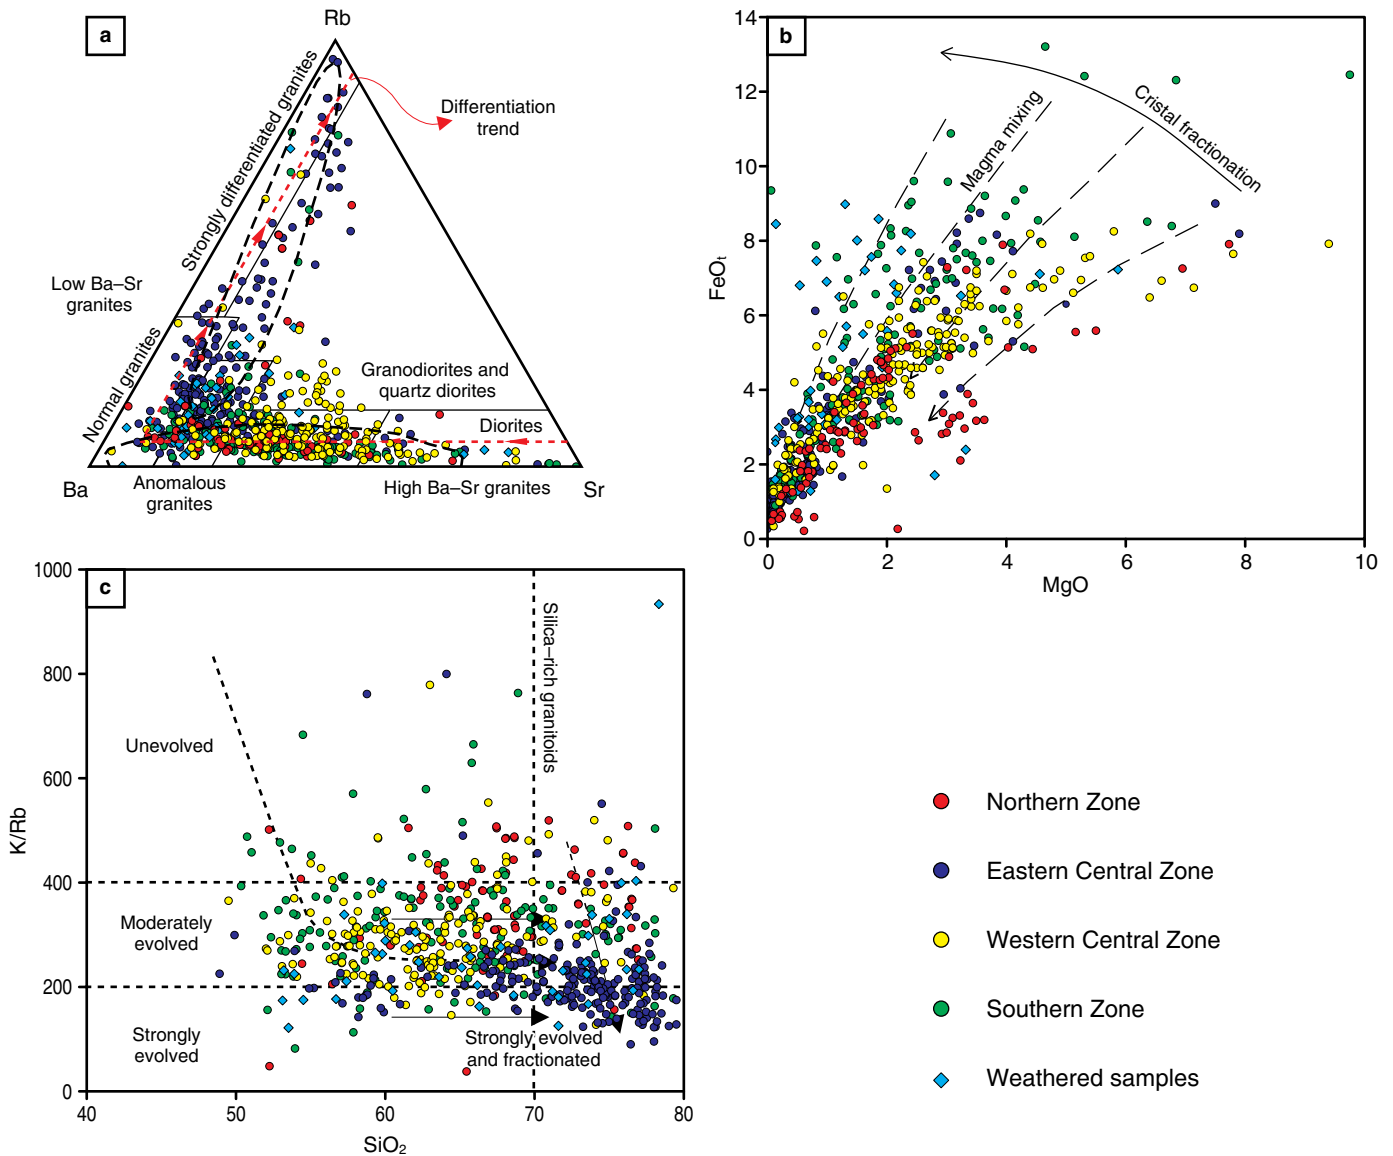 a
Rb
Differentiation
trend
Strongly differentiated granites
Low Ba–Sr
granites
Normal granites
Granodiorites and
quartz diorites
Diorites
Ba
Anomalous
granites
High Ba–Sr granites
Sr
b
14
12
10
8
6
4
2
0
FeOt
Magma mixing
Cristal fractionation
0
2
4
6
8
10
MgO
c
1000
800
600
400
200
0
K/Rb
Silica–rich granitoids
Unevolved
Moderately
evolved
Strongly
evolved
Strongly evolved
and fractionated
40
50
60
70
80
SiO2
Northern Zone
Eastern Central Zone
Western Central Zone
Southern Zone
Weathered samples